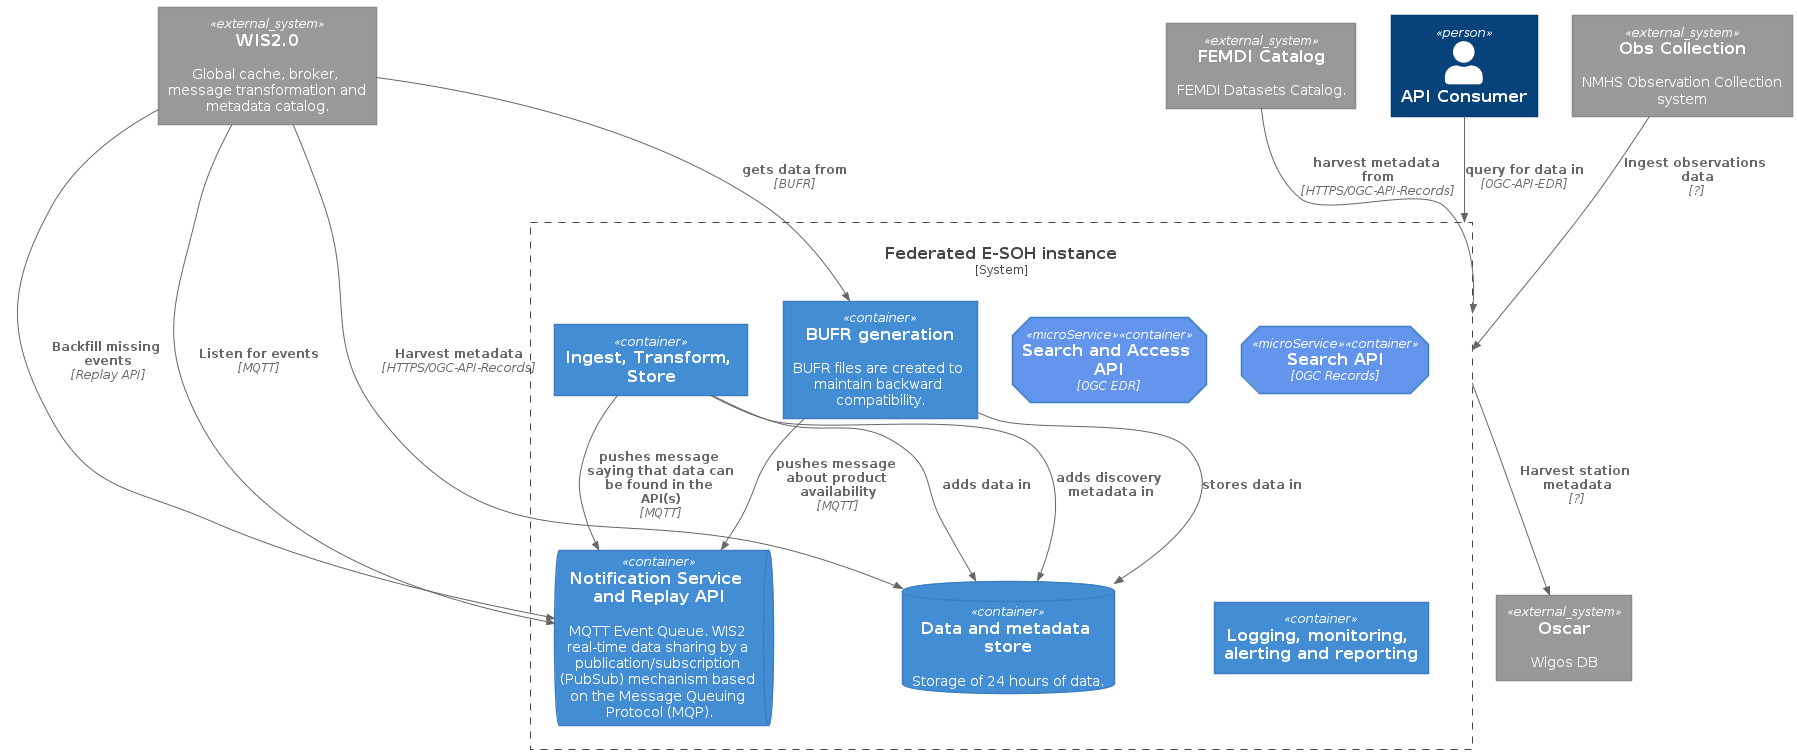 «external_system»
WIS2.0
Global cache, broker,
message transformation and
metadata catalog.
«external_system»
FEMDI Catalog
FEMDI Datasets Catalog.
«person»
API Consumer
«external_system»
Obs Collection
NMHS Observation Collection
system
gets data from
[BUFR]
harvest metadata
from
[HTTPS/0GC-API-Records]
query for data in
[0GC-API-EDR]
Ingest observations
data
[?]
Federated E-SOH instance
[System]
Backfill missing
events
[Replay API]
Listen for events
[MQTT]
Harvest metadata
[HTTPS/0GC-API-Records]
«container»
Ingest, Transform,
Store
«container»
BUFR generation
BUFR files are created to
maintain backward
compatibility.
«microService»«container»
Search and Access
API
[0GC EDR]
«microService»«container»
Search API
[0GC Records]
pushes message
saying that data can
be found in the
API(s)
[MQTT]
pushes message
about product
availability
[MQTT]
adds data in
adds discovery
metadata in
stores data in
Harvest station
metadata
[?]
«container»
Notification Service
and Replay API
MQTT Event Queue. WIS2
real-time data sharing by a
publication/subscription
(PubSub) mechanism based
on the Message Queuing
Protocol (MQP).
«container»
Data and metadata
store
Storage of 24 hours of data.
«container»
Logging, monitoring,
alerting and reporting
«external_system»
Oscar
Wigos DB